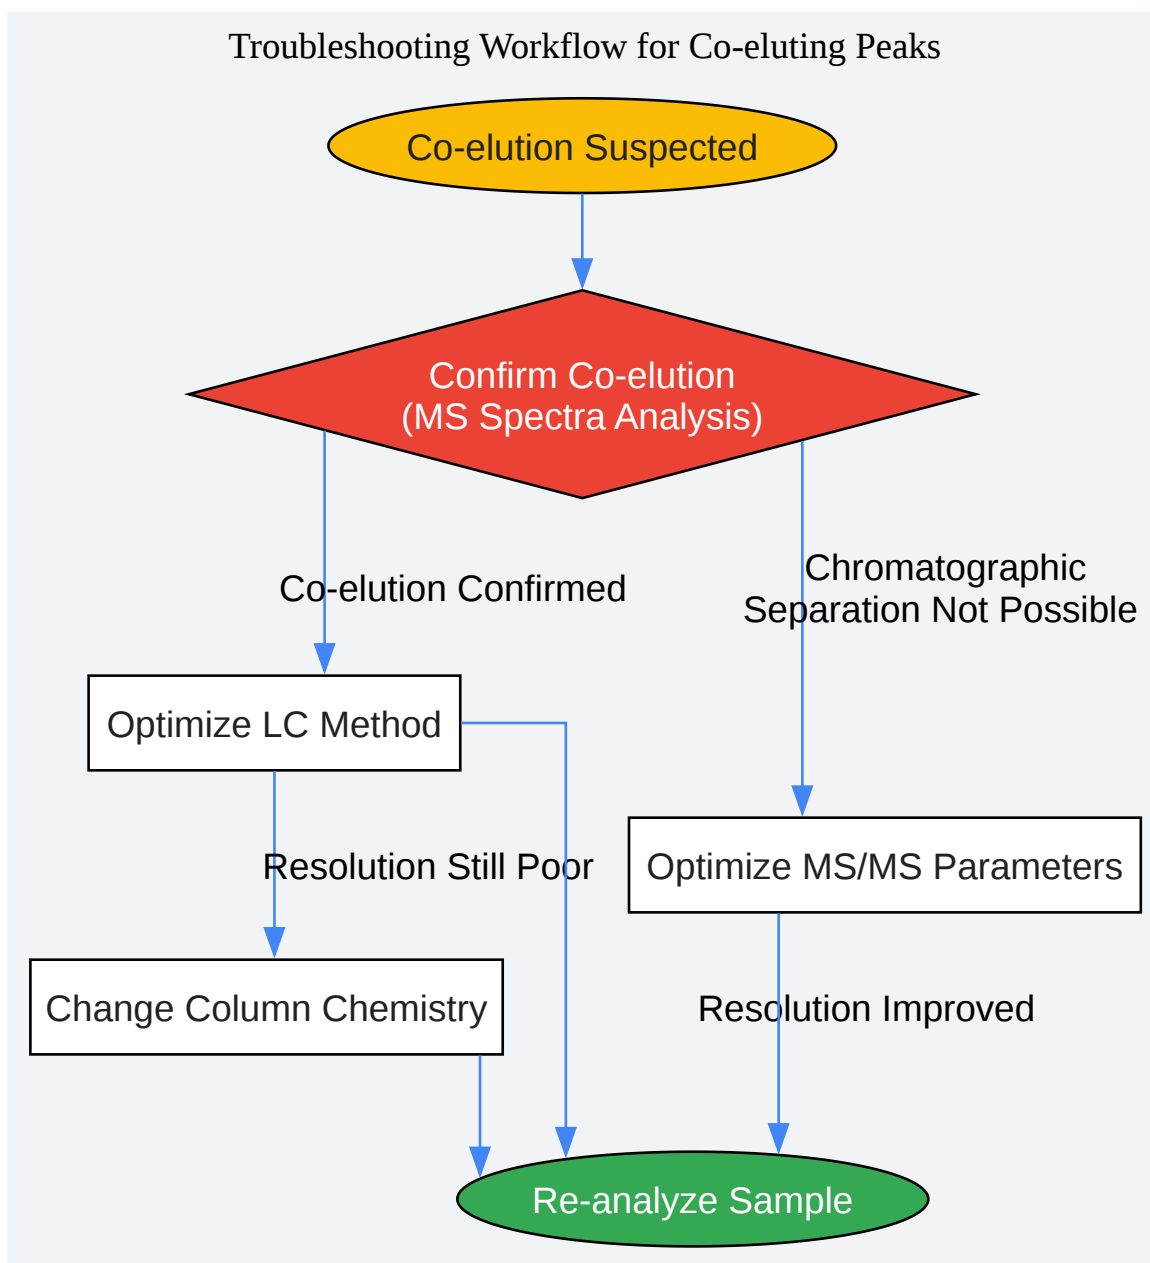 Troubleshooting Workflow for Co-eluting Peaks
Co-elution Suspected
Confirm Co-elution
(MS Spectra Analysis)
Co-elution Confirmed
Chromatographic
Separation Not Possible
Optimize LC Method
Resolution Still Poor
Optimize MS/MS Parameters
Change Column Chemistry
Resolution Improved
Re-analyze Sample